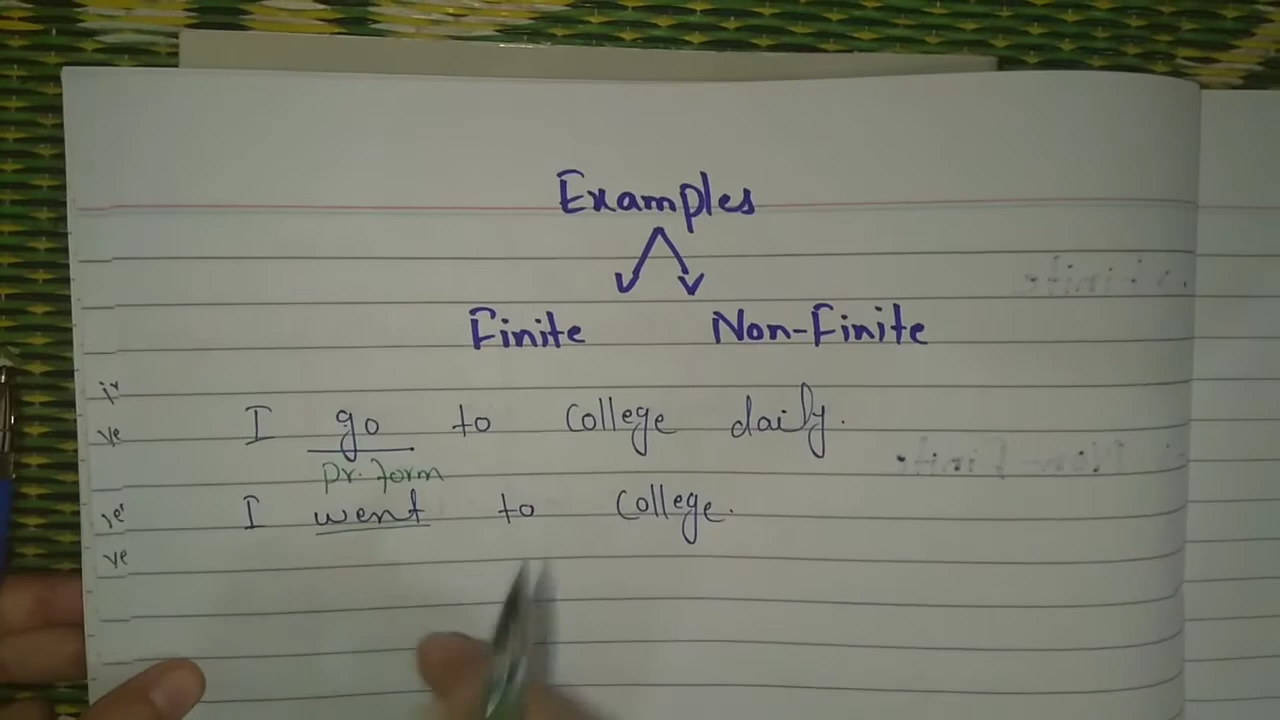 Examples
Finite Non-Finite
I go to College daily.
pr. form
I went to College.